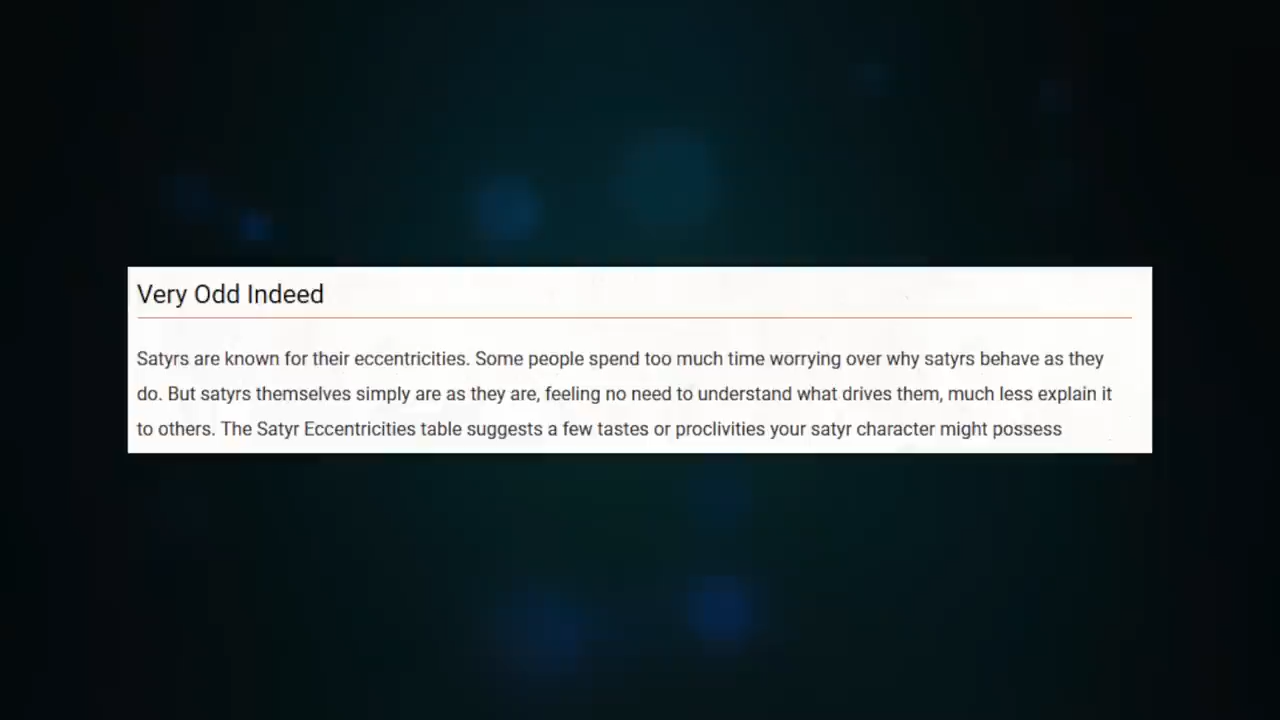 Very Odd Indeed
Satyrs are known for their eccentricities. Some people spend too much time worrying over why satyrs behave as they
do. But satyrs themselves simply are as they are, feeling no need to understand what drives them, much less explain it
to others. The Satyr Eccentricities table suggests a few tastes or proclivities your satyr character might possess